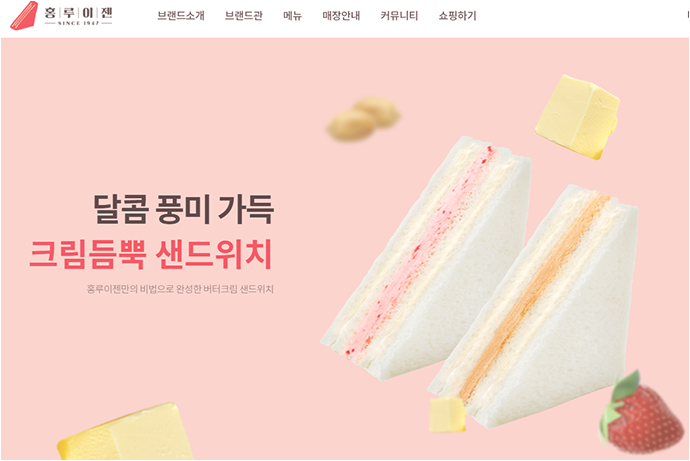 홍루이젠
SINCE 1947
브랜드소개 브랜드관 메뉴 매장안내 커뮤니티 쇼핑하기
달콤 풍미 가득
크림듬뿍 샌드위치
홍루이젠만의 비법으로 완성한 버터크림 샌드위치